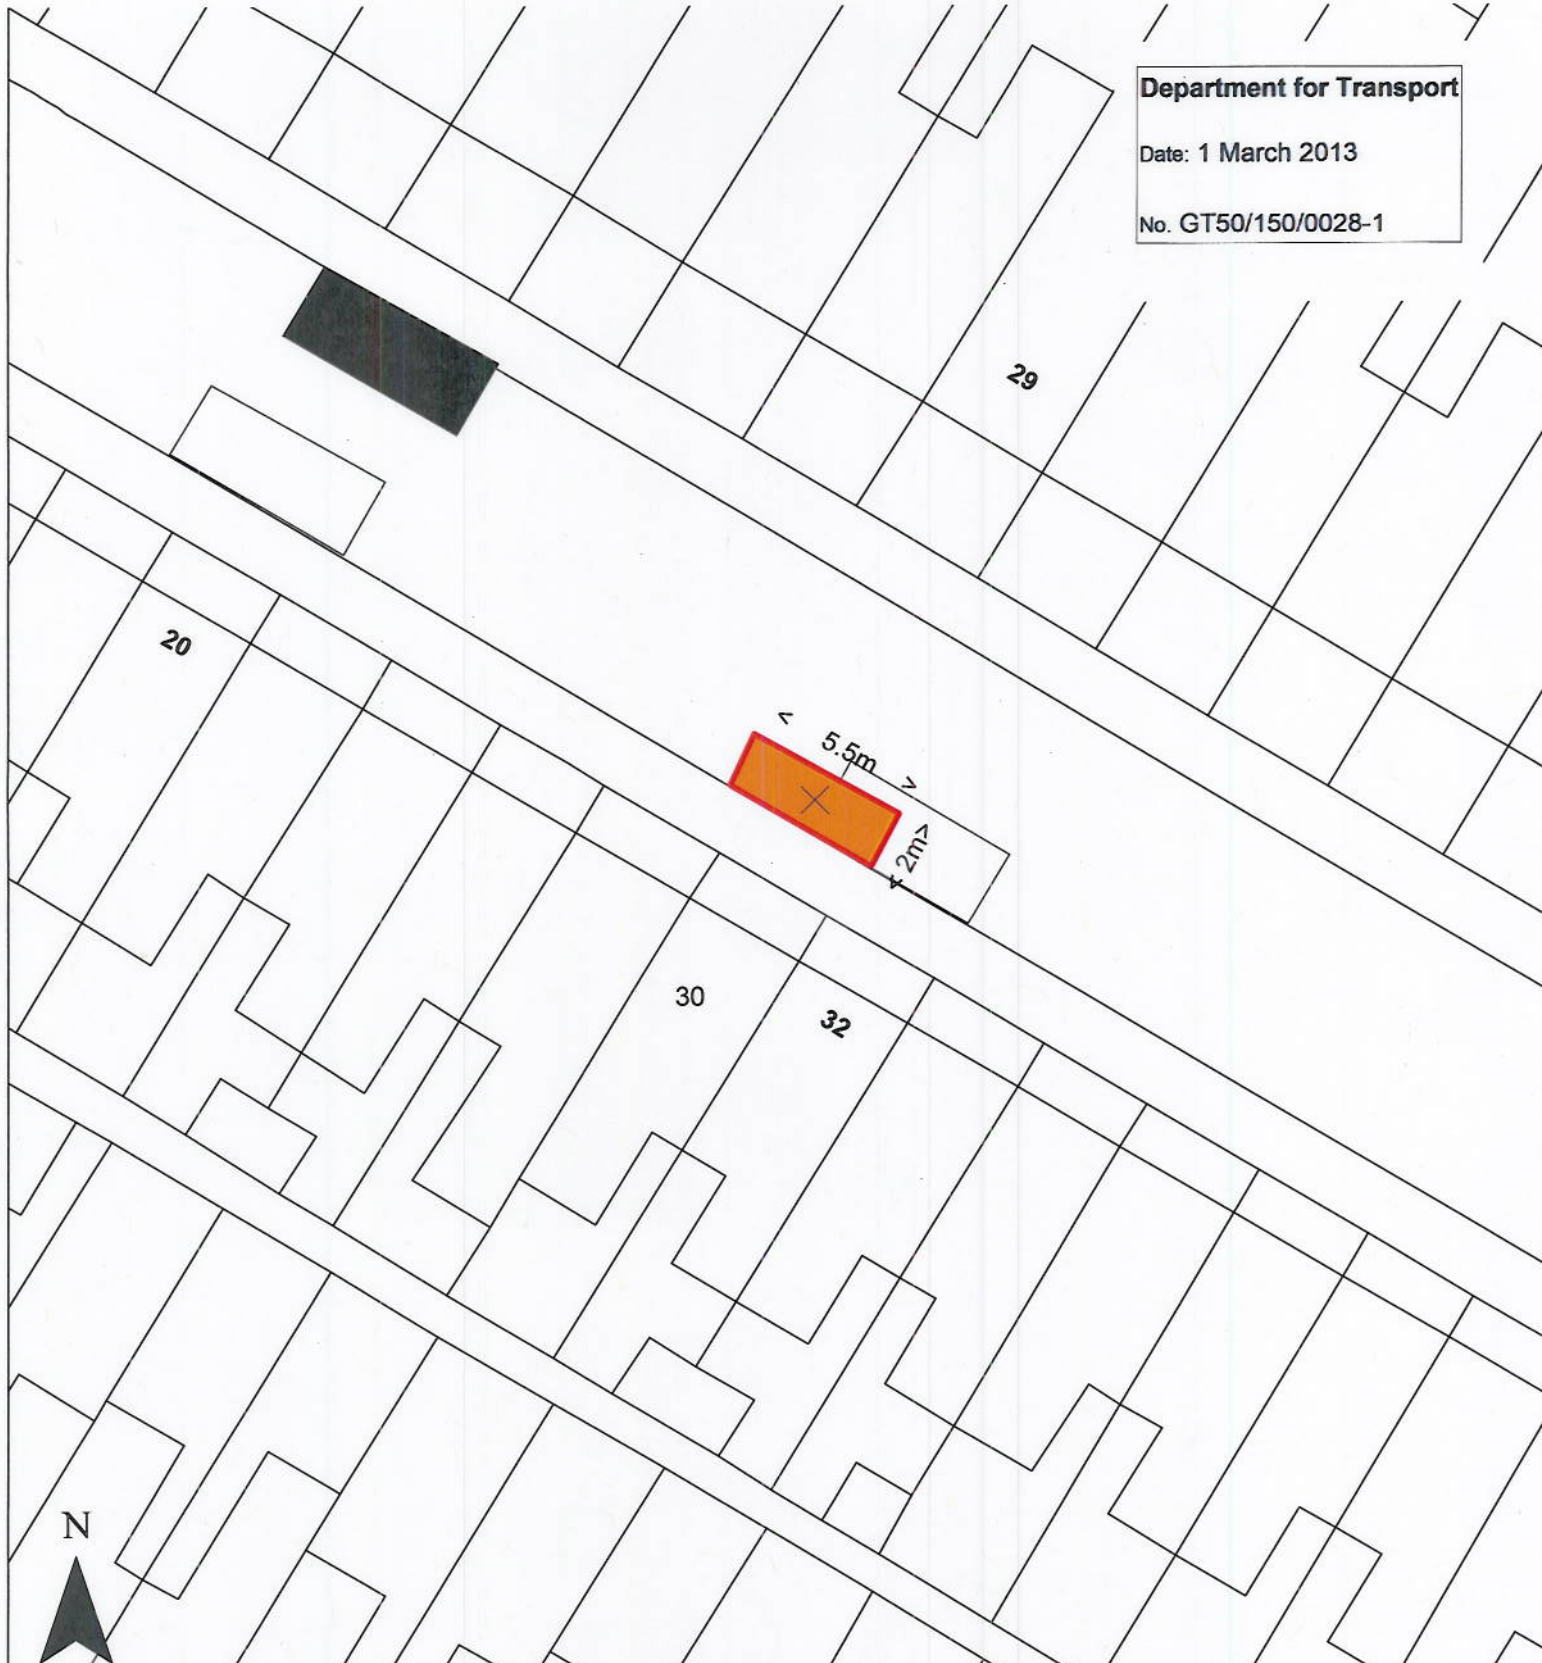 Department for Transport
Date: 1 March 2013
No. GT50/150/0028-1
29
20
< 5.5m >
< 2m>
30
32
N